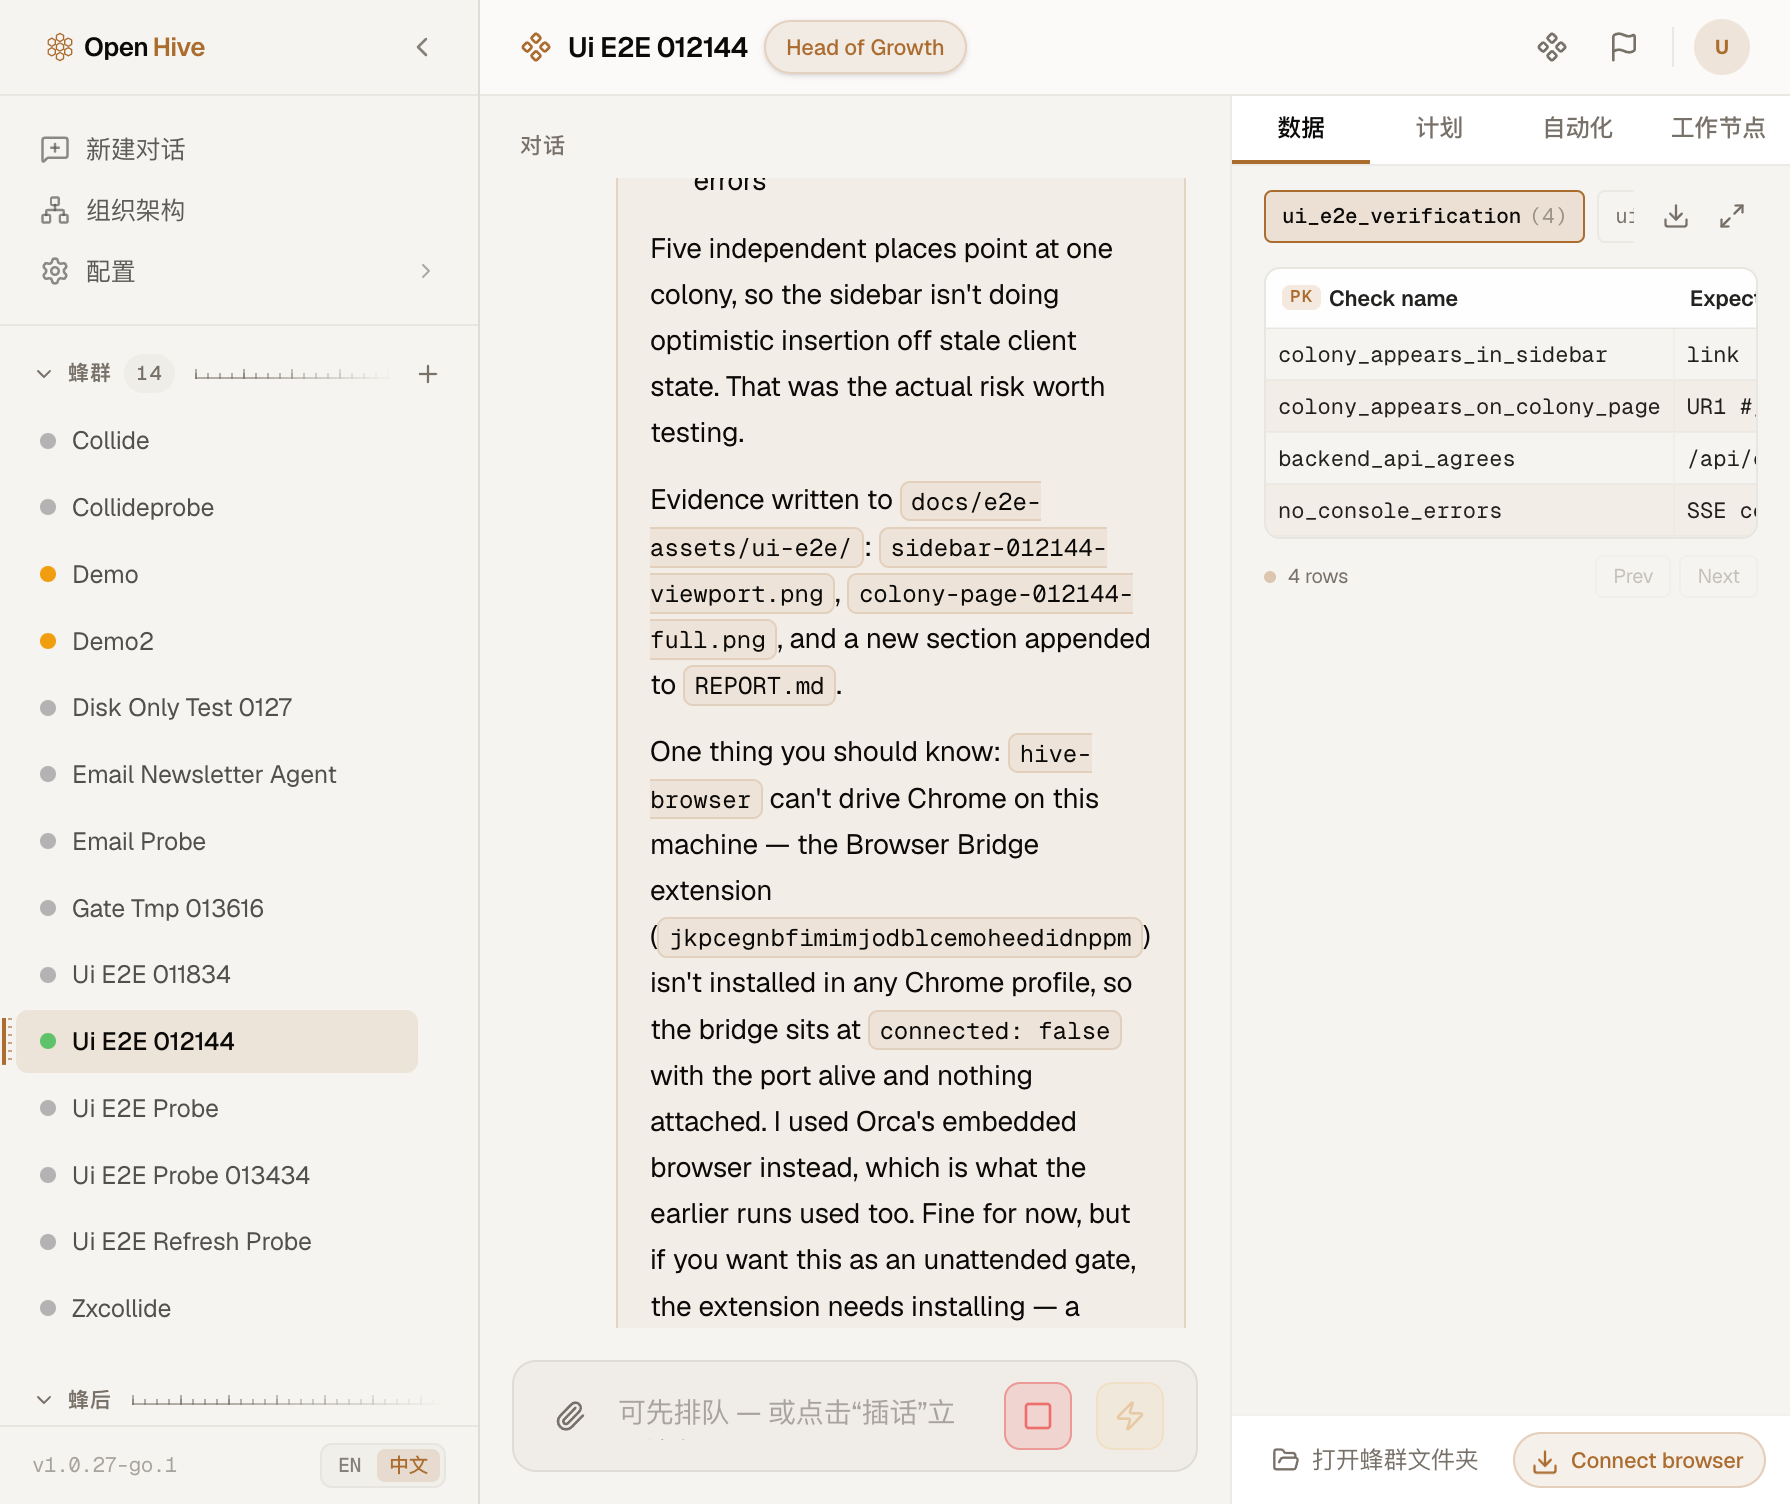 Open Hive
新建对话
组织架构
配置
蜂群 14
Collide
Collideprobe
Demo
Demo2
Disk Only Test 0127
Email Newsletter Agent
Email Probe
Gate Tmp 013616
Ui E2E 011834
Ui E2E 012144
Ui E2E Probe
Ui E2E Probe 013434
Ui E2E Refresh Probe
Zxcollide
蜂后
v1.0.27-go.1
EN 中文
Ui E2E 012144 Head of Growth
U
对话
errors
Five independent places point at one
colony, so the sidebar isn't doing
optimistic insertion off stale client
state. That was the actual risk worth
testing.
Evidence written to docs/e2e-
assets/ui-e2e/ : sidebar-012144-
viewport.png , colony-page-012144-
full.png , and a new section appended
to REPORT.md .
One thing you should know: hive-
browser can't drive Chrome on this
machine — the Browser Bridge
extension
( jkpcegnbfimimjodblcemoheedidnppm )
isn't installed in any Chrome profile, so
the bridge sits at connected: false
with the port alive and nothing
attached. I used Orca's embedded
browser instead, which is what the
earlier runs used too. Fine for now, but
if you want this as an unattended gate,
the extension needs installing — a
可先排队 — 或点击“插话”立
数据 计划 自动化 工作节点
ui_e2e_verification (4) ui
PK Check name Expect
colony_appears_in_sidebar link
colony_appears_on_colony_page UR1 #
backend_api_agrees /api/
no_console_errors SSE
4 rows Prev Next
打开蜂群文件夹 Connect browser